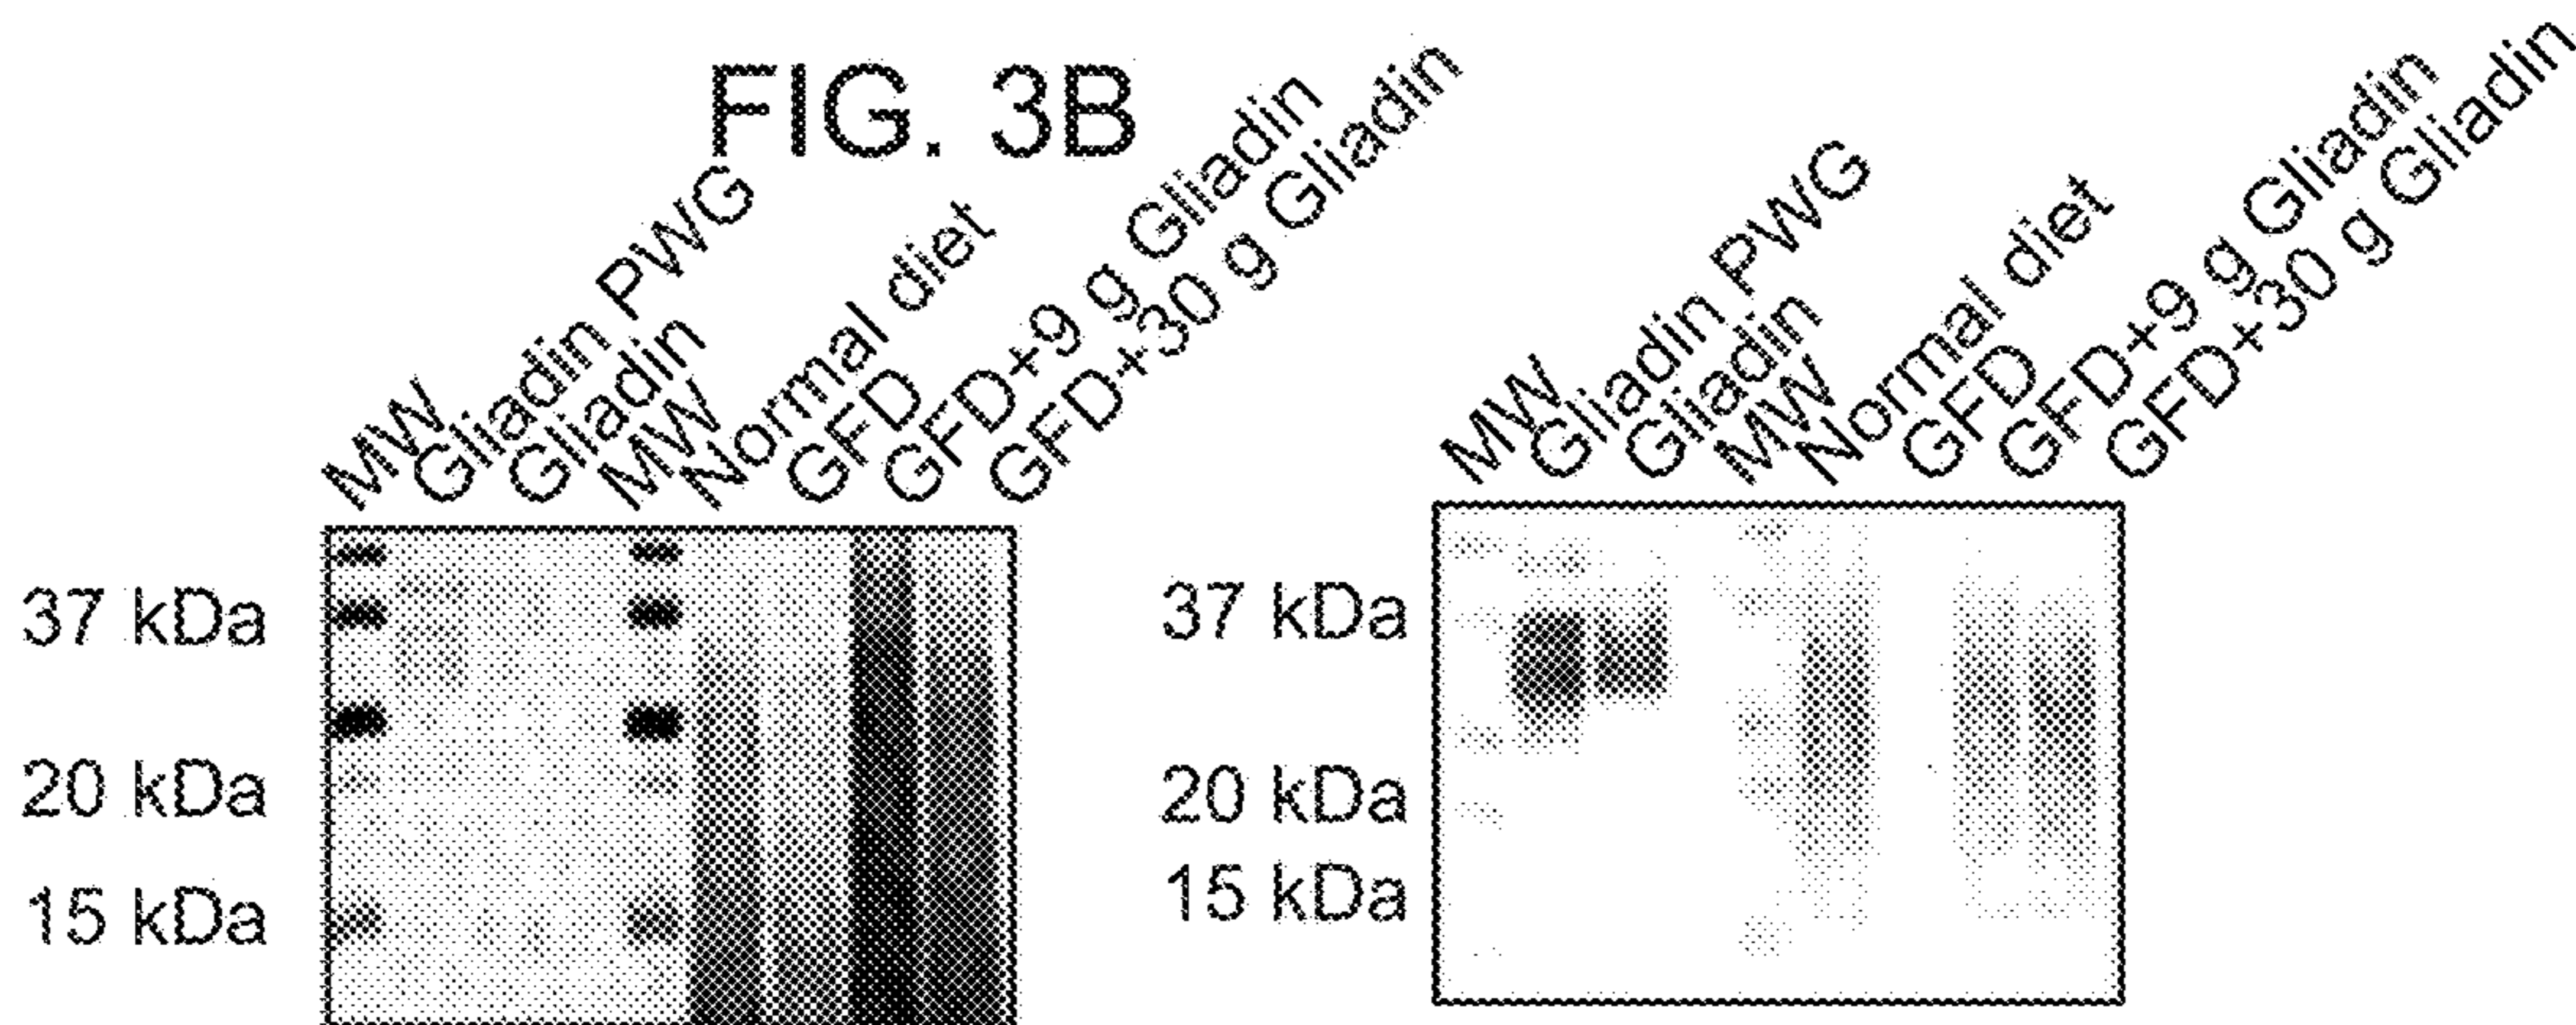 FIG. 3B
MW
Gliadin PWG
Gliadin
MW
Normal diet
GFD
GFD+9 g Gliadin
GFD+30 g Gliadin
37 kDa
20 kDa
15 kDa
MW
Gliadin PWG
Gliadin
MW
Normal diet
GFD
GFD+9 g Gliadin
GFD+30 g Gliadin
37 kDa
20 kDa
15 kDa